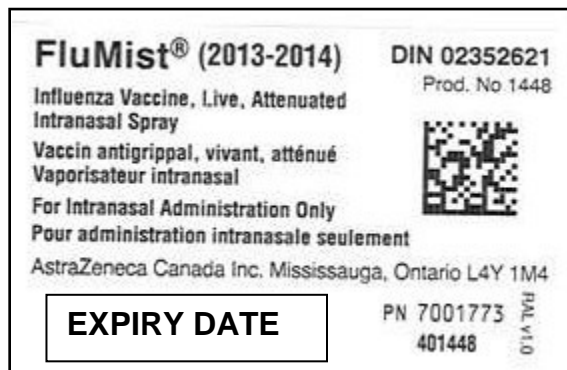 FluMist® (2013-2014)
DIN 02352621
Prod. No 1448
Influenza Vaccine, Live, Attenuated
Intranasal Spray
Vaccin antigrippal, vivant, atténué
Vaporisateur intranasal
For Intranasal Administration Only
Pour administration intranasale seulement
AstraZeneca Canada Inc. Mississauga, Ontario L4Y 1M4
EXPIRY DATE
PN 7001773
401448
RAL v1.0